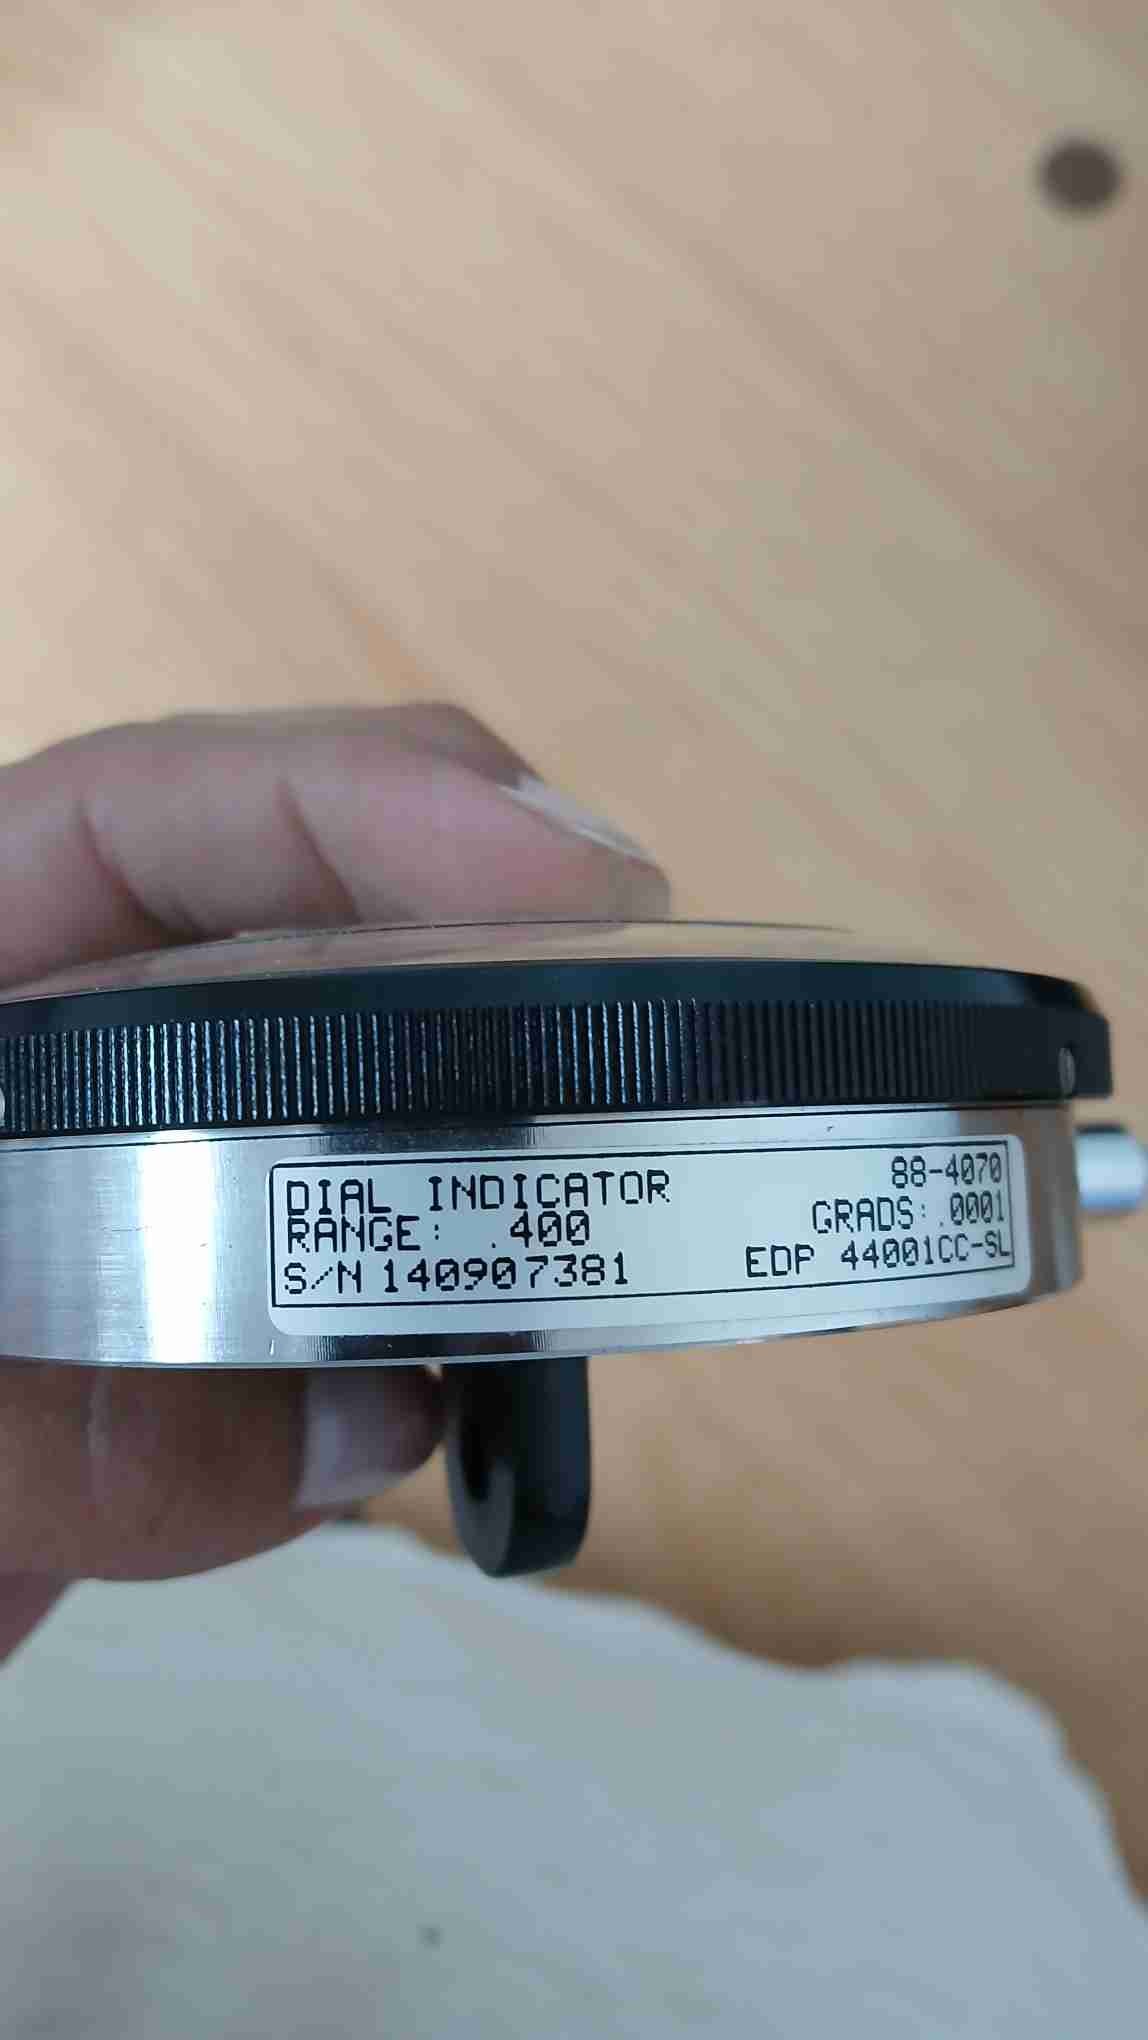 DIAL INDICATOR 88-4070
RANGE: .400 GRADS: .0001
S/N 140907381 EDP 44001CC-SL